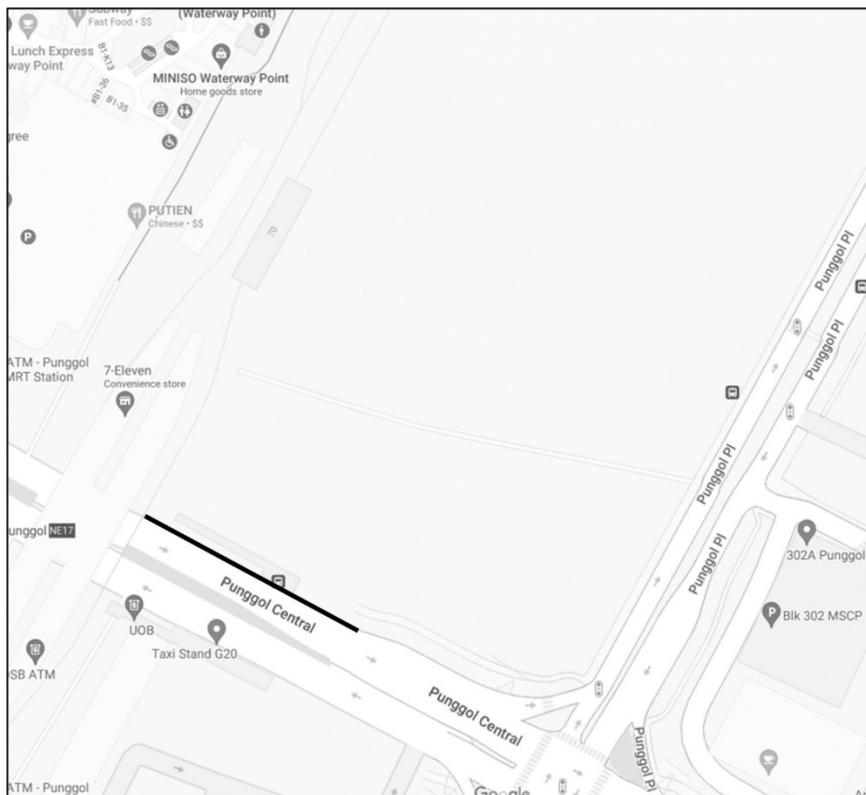 Subway
Fast Food • $$
(Waterway Point)
Lunch Express
way Point
B1-K13
#B1-36
B1-35
MINISO Waterway Point
Home goods store
gree
PUTIEN
Chinese • $$
P
70
Punggol Pl
Punggol Pl
ATM - Punggol
MRT Station
7-Eleven
Convenience store
Punggol Pl
Punggol Pl
unggol NE17
302A Punggol
Punggol Central
UOB
Taxi Stand G20
P Blk 302 MSCP
OSB ATM
Punggol Central
Punggol Pl
ATM - Punggol
Google